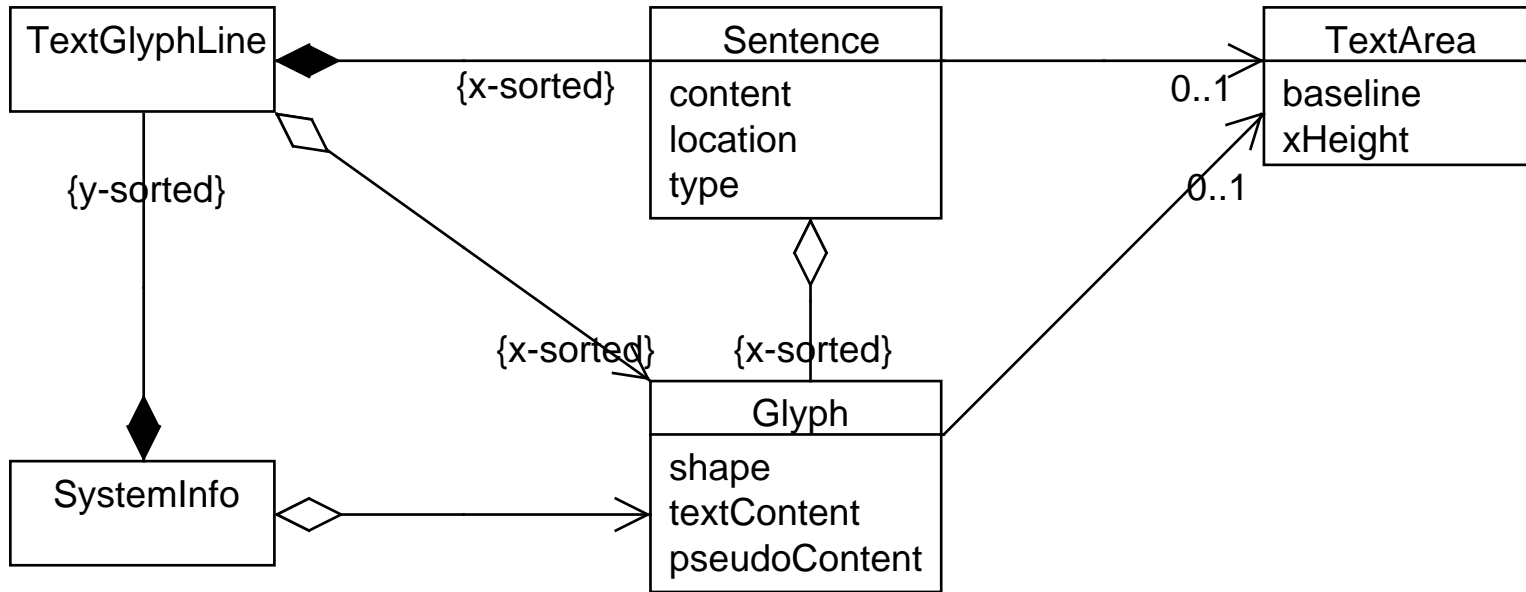 TextGlyphLine
{x-sorted}
{y-sorted}
Sentence
content
location
type
0..1
TextArea
baseline
xHeight
0..1
{x-sorted}
{x-sorted}
SystemInfo
Glyph
shape
textContent
pseudoContent